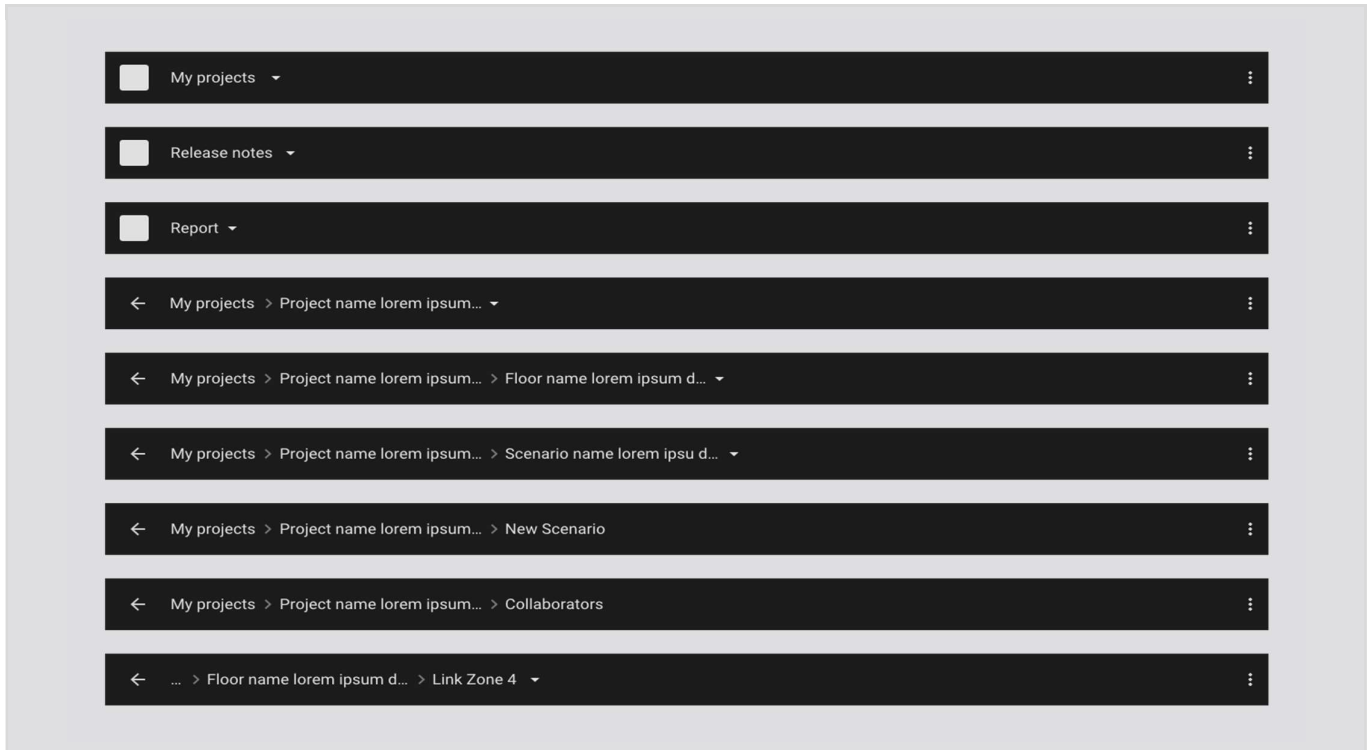 My projects
Release notes
Report
My projects > Project name lorem ipsum...
My projects > Project name lorem ipsum... > Floor name lorem ipsum d...
My projects > Project name lorem ipsum... > Scenario name lorem ipsu d...
My projects > Project name lorem ipsum... > New Scenario
My projects > Project name lorem ipsum... > Collaborators
... > Floor name lorem ipsum d... > Link Zone 4